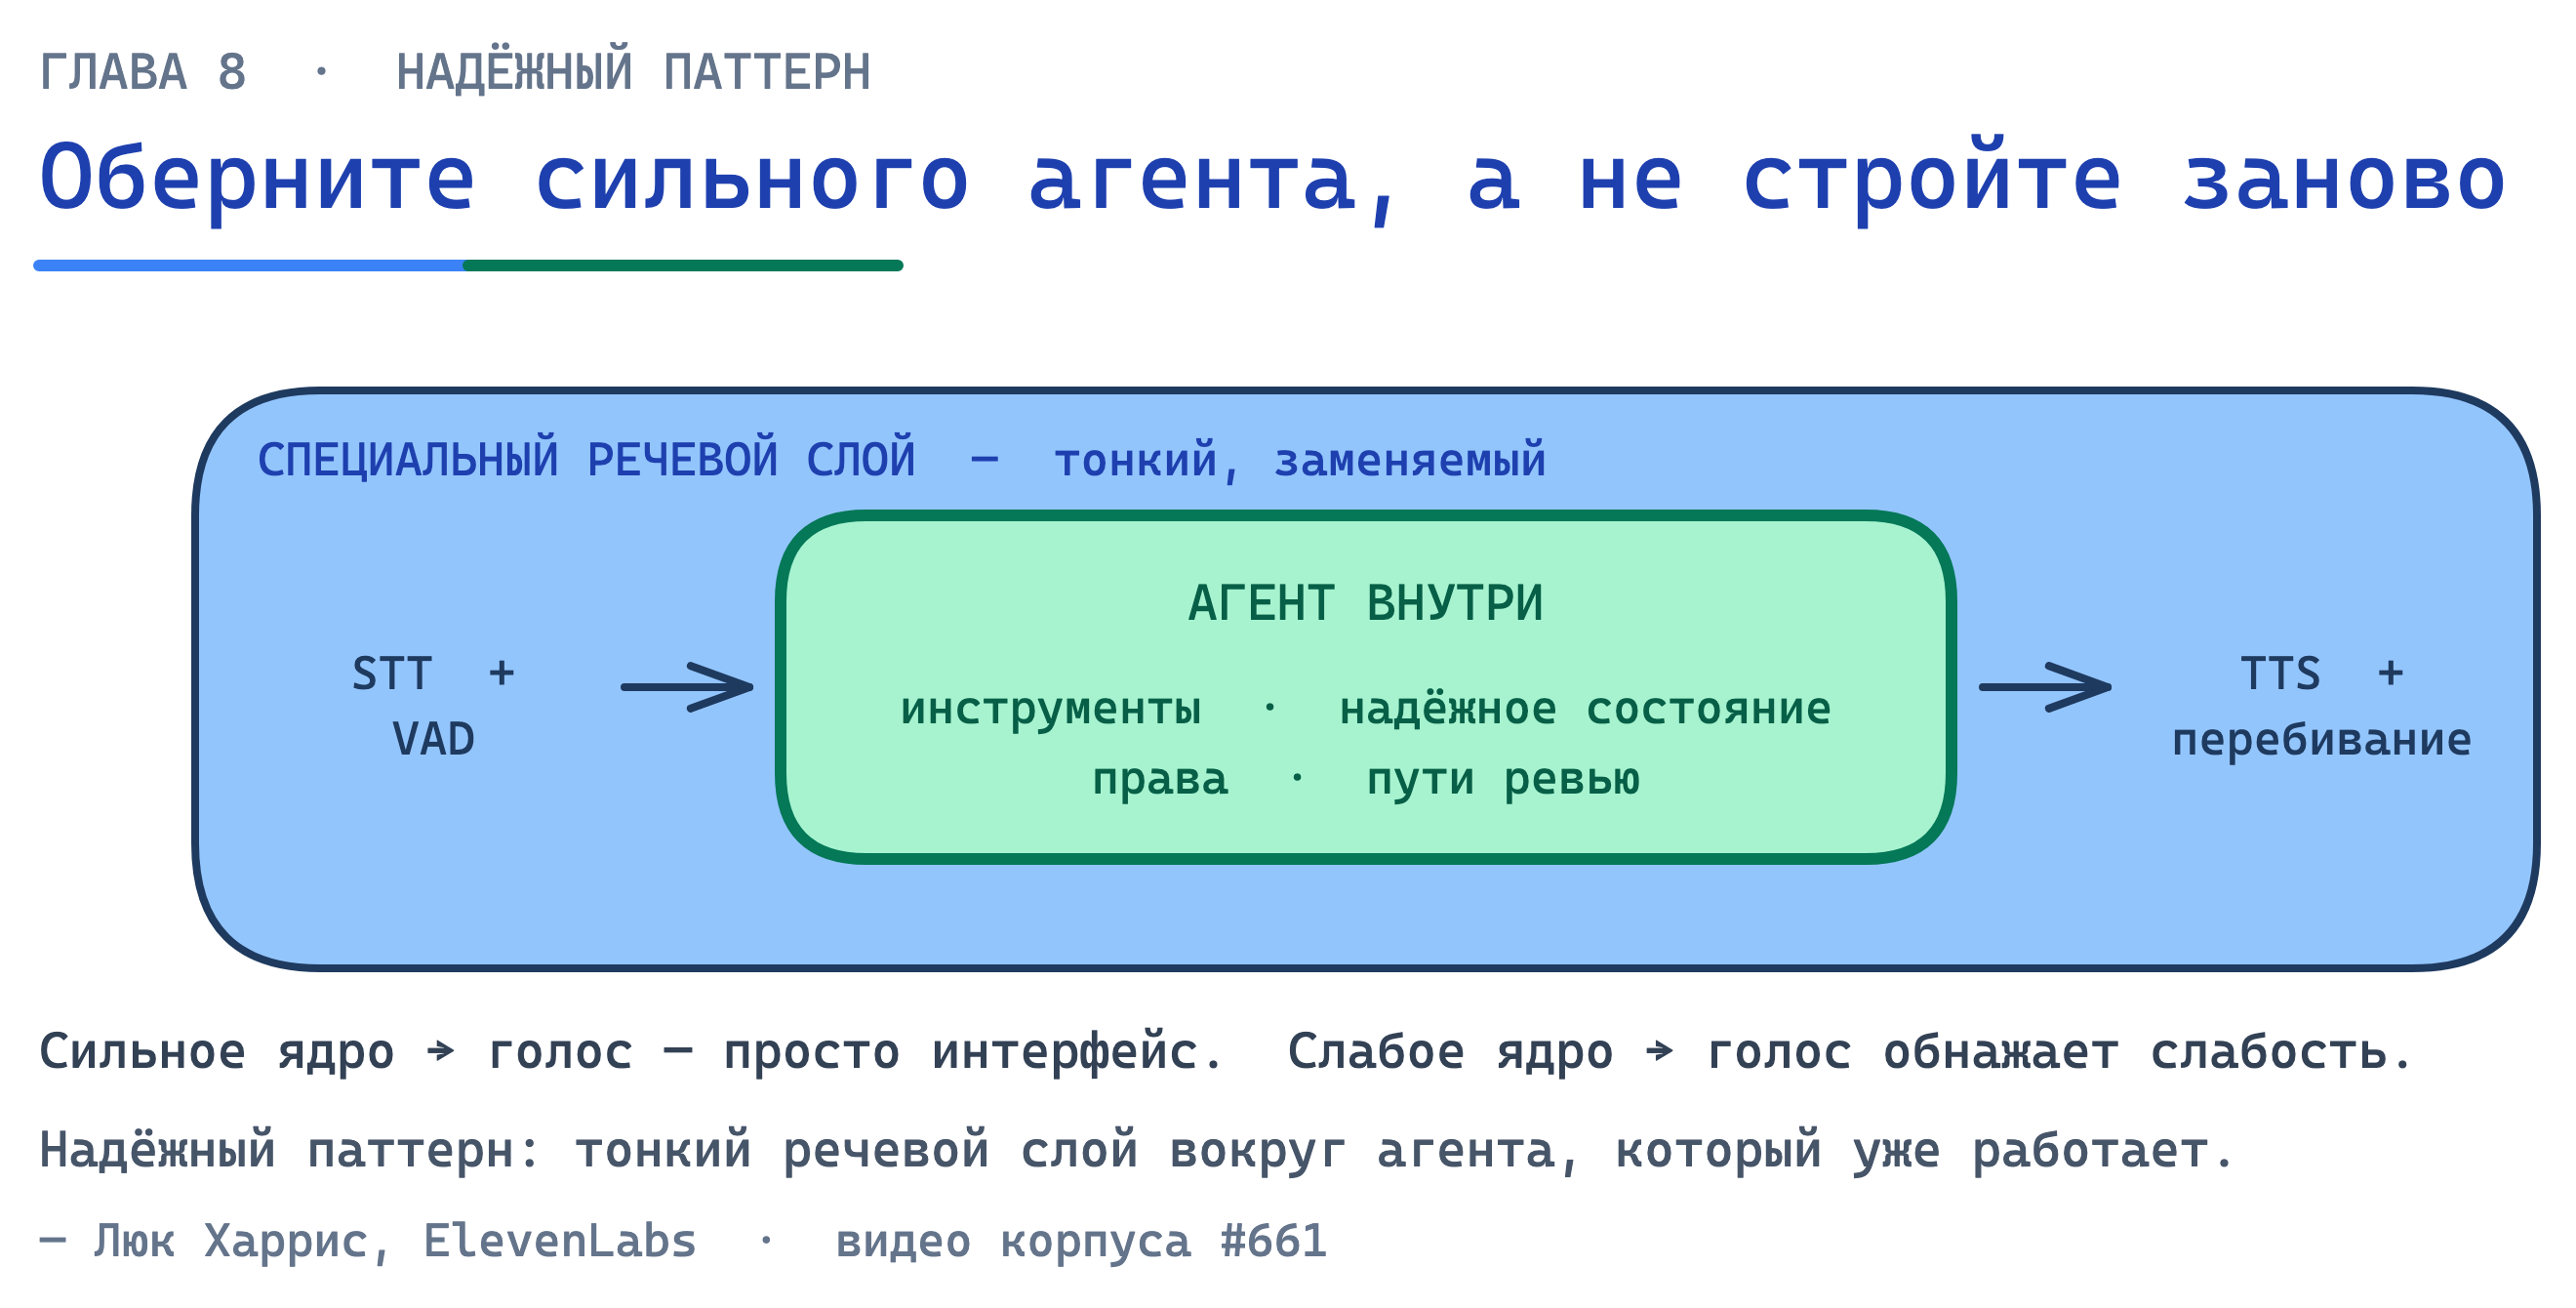 ГЛАВА 8 · НАДЁЖНЫЙ ПАТТЕРН
Оберните сильного агента, а не стройте заново
СПЕЦИАЛЬНЫЙ РЕЧЕВОЙ СЛОЙ — тонкий, заменяемый
STT +
VAD
АГЕНТ ВНУТРИ
инструменты · надёжное состояние
права · пути ревью
TTS +
перебивание
Сильное ядро → голос — просто интерфейс. Слабое ядро → голос обнажает слабость.
Надёжный паттерн: тонкий речевой слой вокруг агента, который уже работает.
— Люк Харрис, ElevenLabs · видео корпуса #661